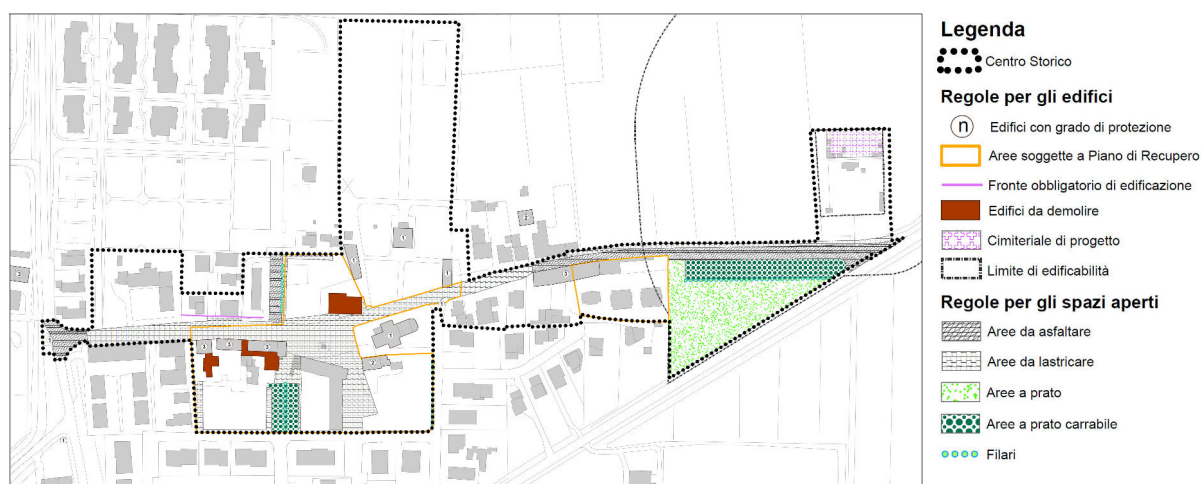 Legenda
Centro Storico
Regole per gli edifici
n Edifici con grado di protezione
Aree soggette a Piano di Recupero
Fronte obbligatorio di edificazione
Edifici da demolire
Cimiteriale di progetto
Limite di edificabilità
Regole per gli spazi aperti
Aree da asfaltare
Aree da lastricare
Aree a prato
Aree a prato carrabile
Filari